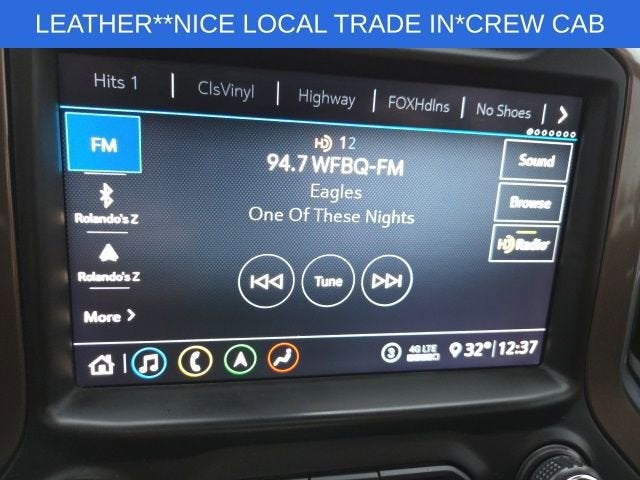 LEATHER**NICE LOCAL TRADE IN*CREW CAB
Hits 1 | ClsVinyl | Highway | FOXHdlns | No Shoes |
FM
HD 12
94.7 WFBQ-FM
Eagles
One Of These Nights
Sound
Browse
HD Radio
Rolando's Z
Rolando's Z
More
Tune
3 4G LTE 32° | 12:37